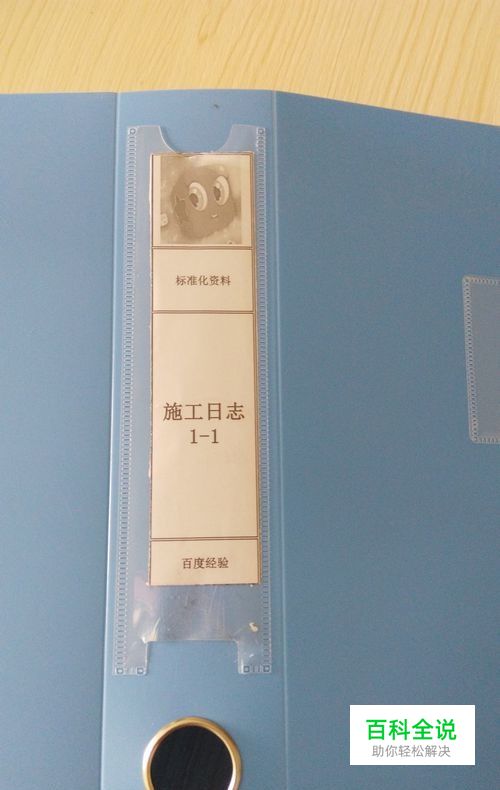 标准化资料
施工日志
1-1
百度经验
百科全说
助你轻松解决